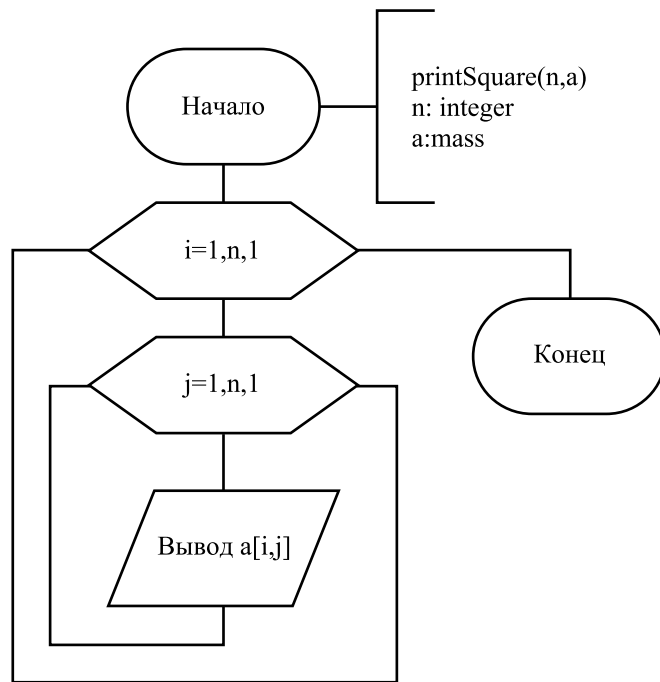 Начало
printSquare(n,a)
n: integer
a:mass
i=1,n,1
j=1,n,1
Конец
Вывод a[i,j]